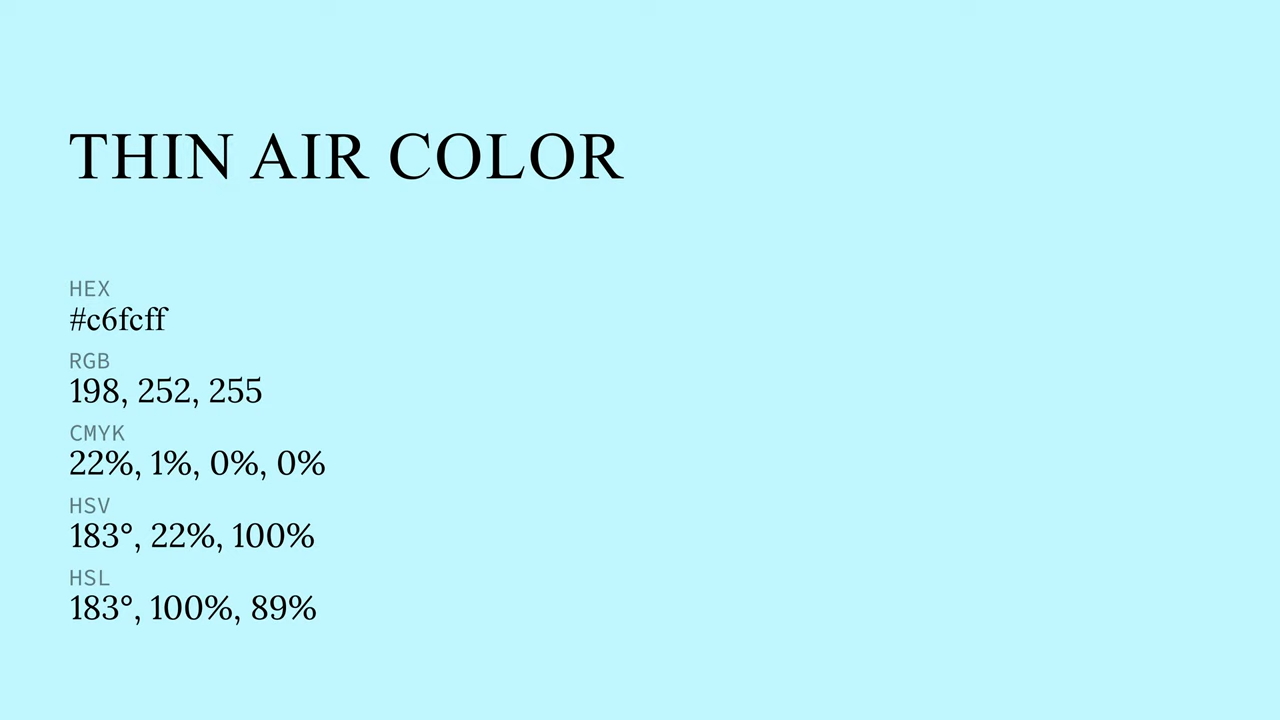 THIN AIR COLOR
HEX
#c6fcff
RGB
198, 252, 255
CMYK
22%, 1%, 0%, 0%
HSV
183°, 22%, 100%
HSL
183°, 100%, 89%